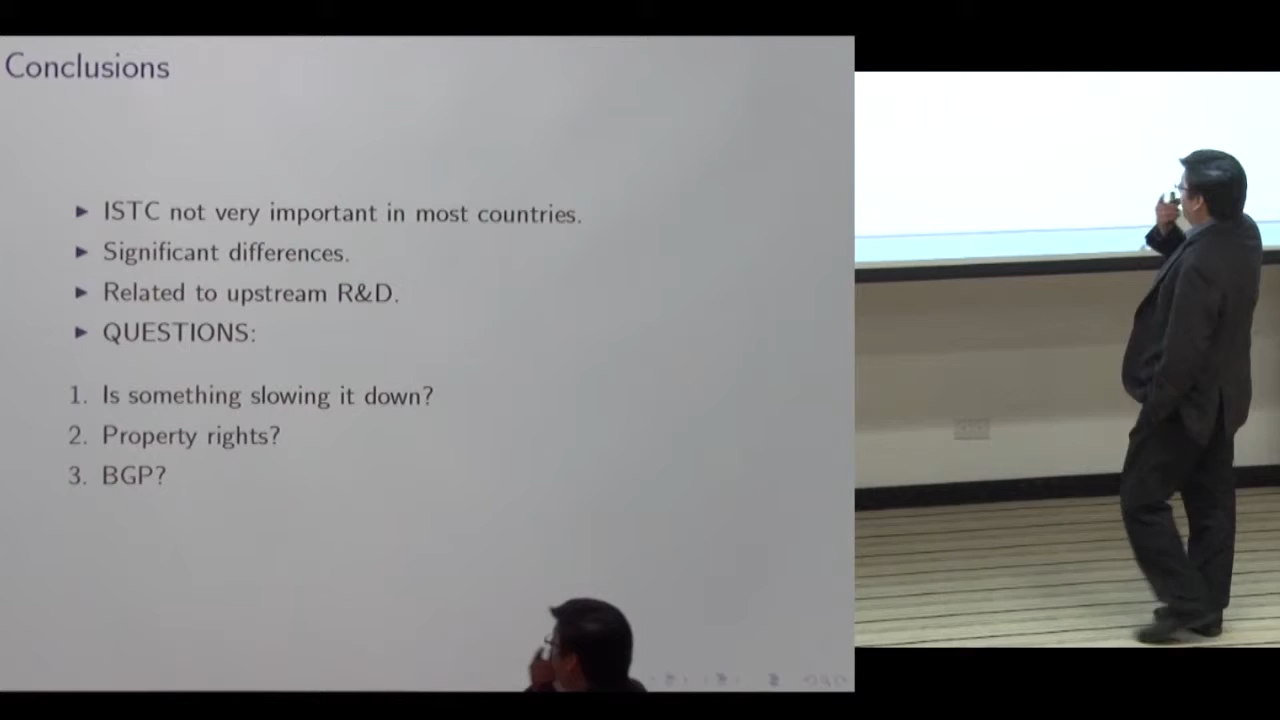 Conclusions
▶ ISTC not very important in most countries.
▶ Significant differences.
▶ Related to upstream R&D.
▶ QUESTIONS:
1. Is something slowing it down?
2. Property rights?
3. BGP?